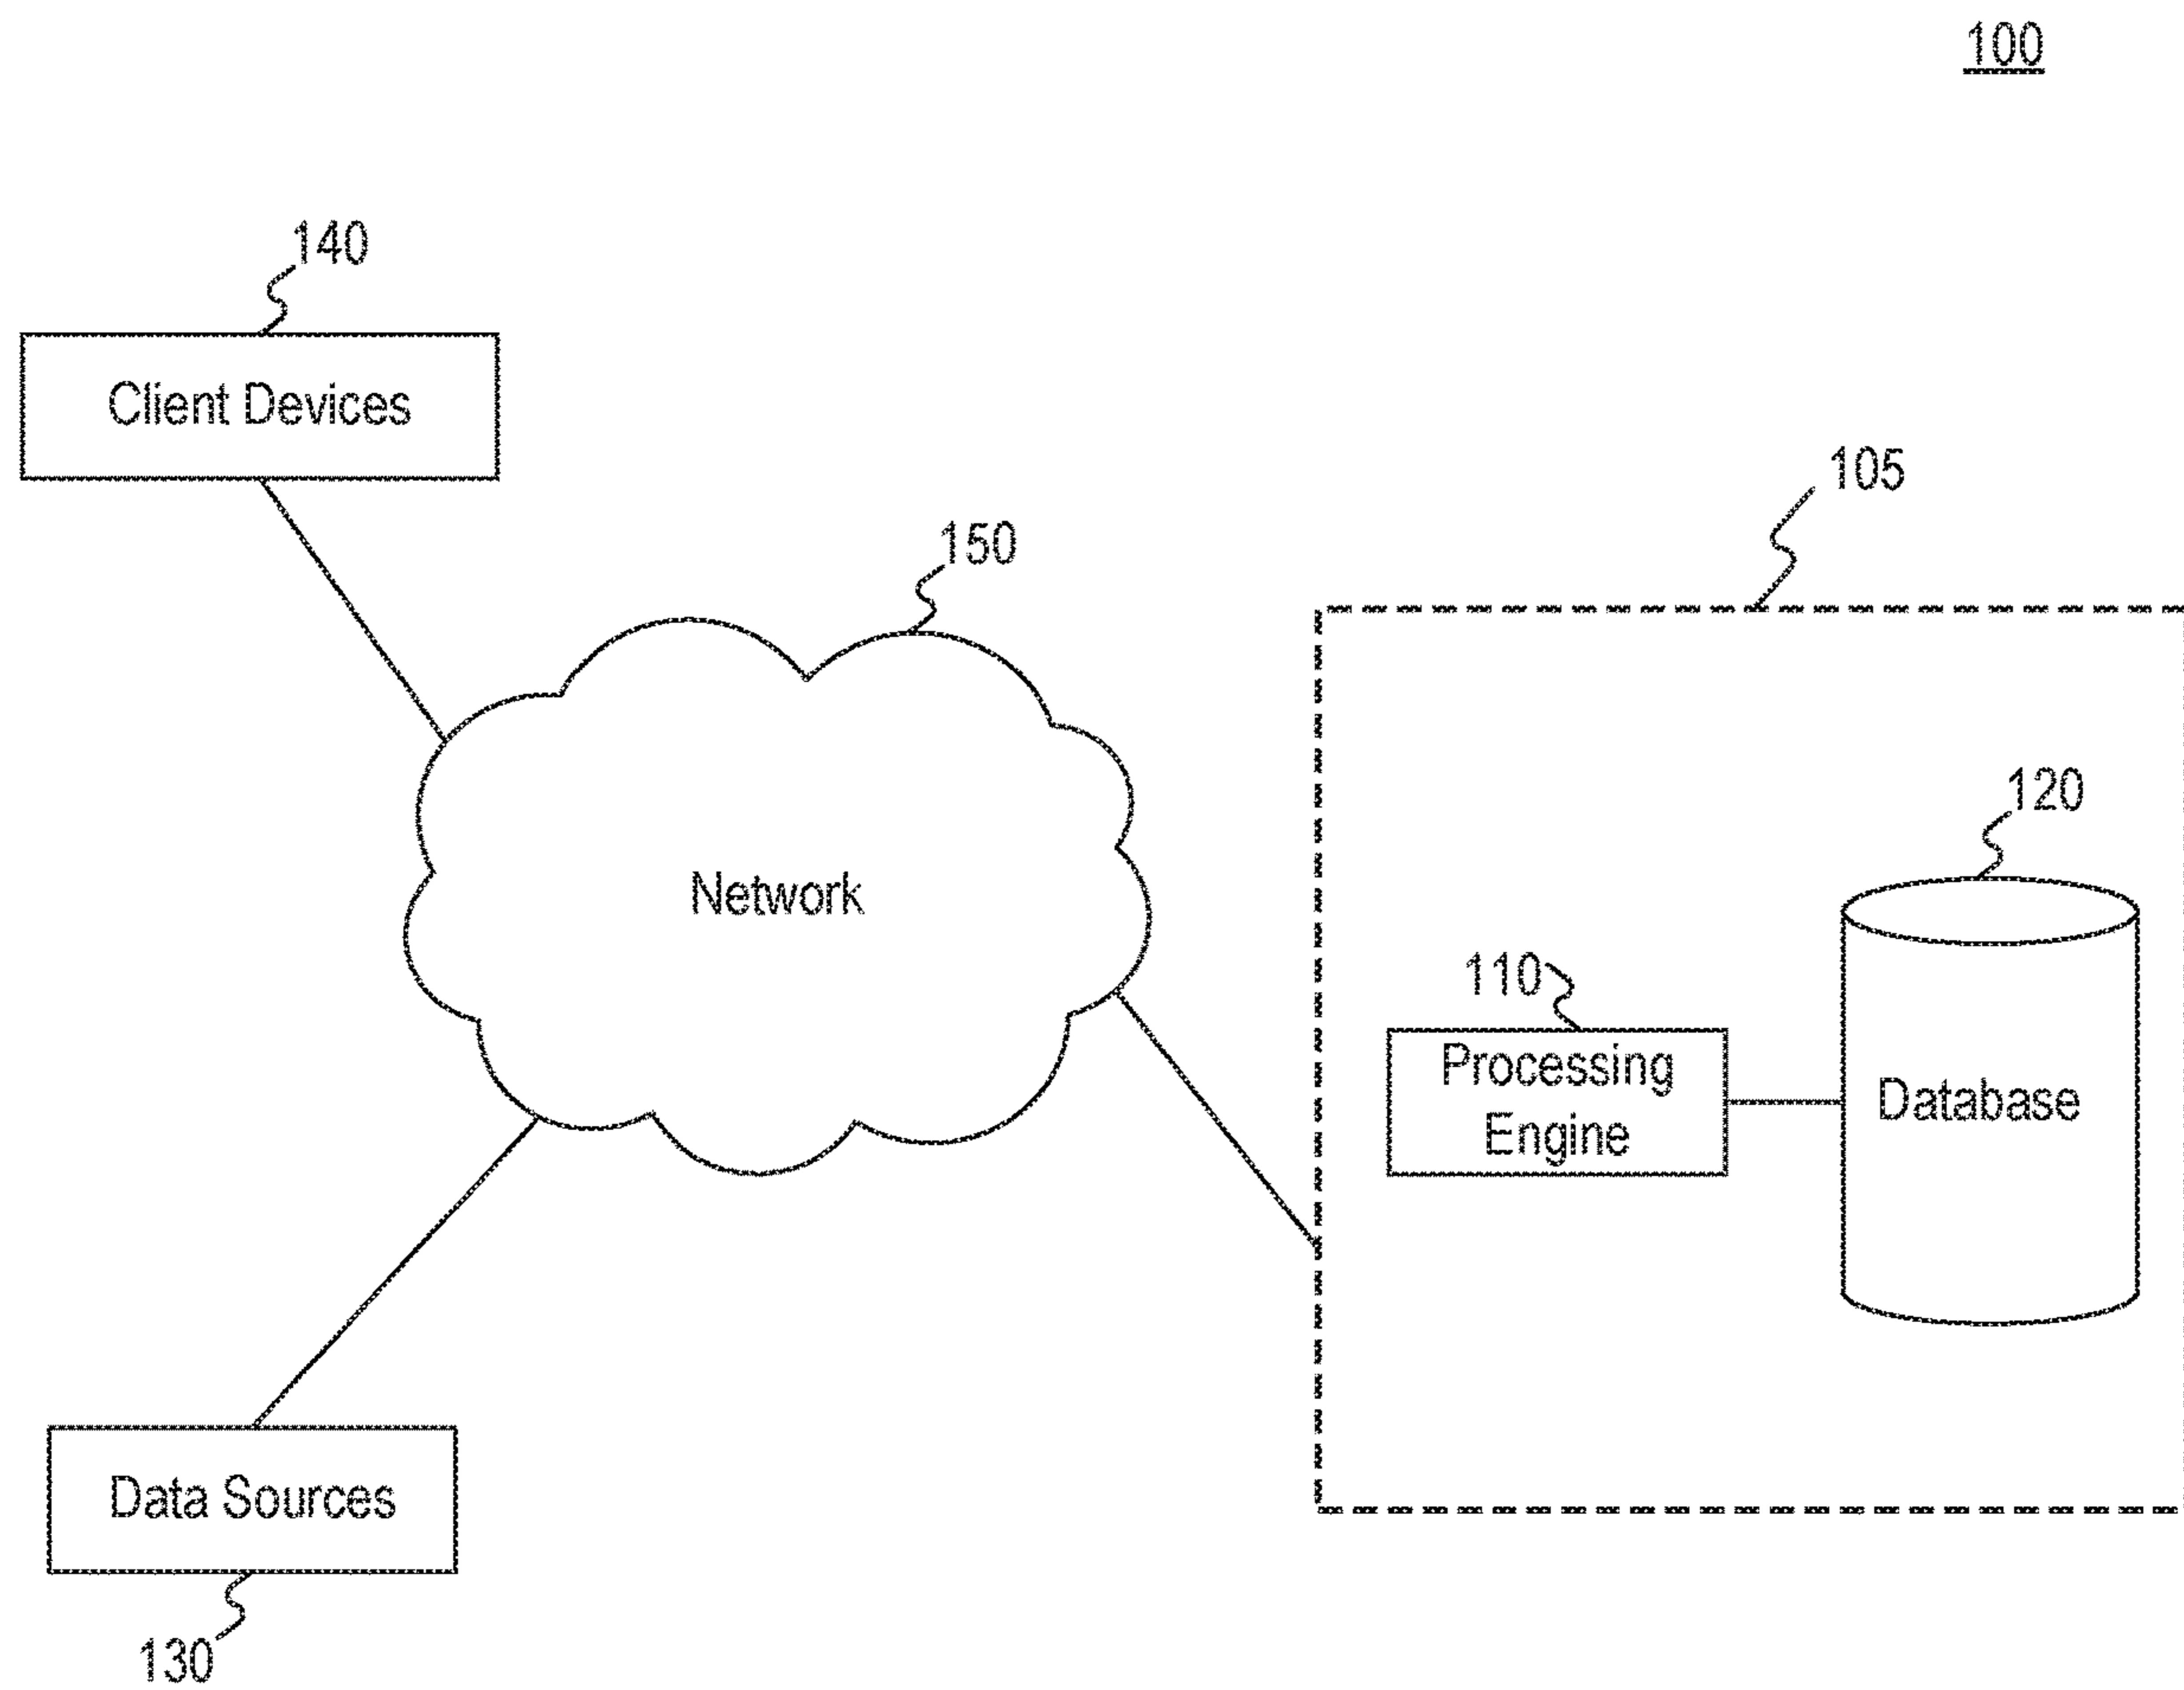 100
140
Client Devices
105
150
120
Network
110
Processing
Engine
Database
Data Sources
130